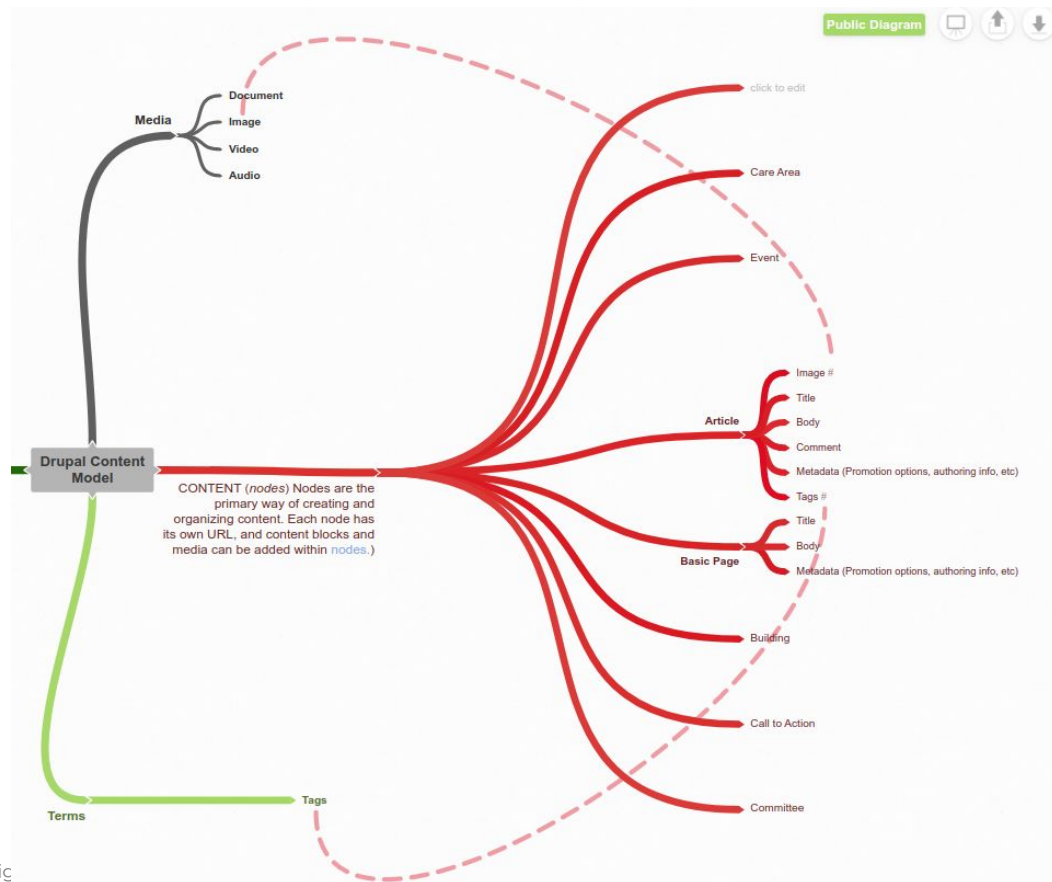 Public Diagram
Media
Document
Image
Video
Audio
click to edit
Care Area
Event
Article
Image #
Title
Body
Comment
Metadata (Promotion options, authoring info, etc)
Tags #
Drupal Content
Model
CONTENT (nodes) Nodes are the
primary way of creating and
organizing content. Each node has
its own URL, and content blocks and
media can be added within nodes.)
Basic Page
Title
Body
Metadata (Promotion options, authoring info, etc)
Building
Call to Action
Committee
Terms
Tags